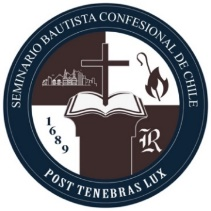 SEMINARIO BAUTISTA CONFESIONAL DE CHILE
1689
R
POST TENEBRAS LUX